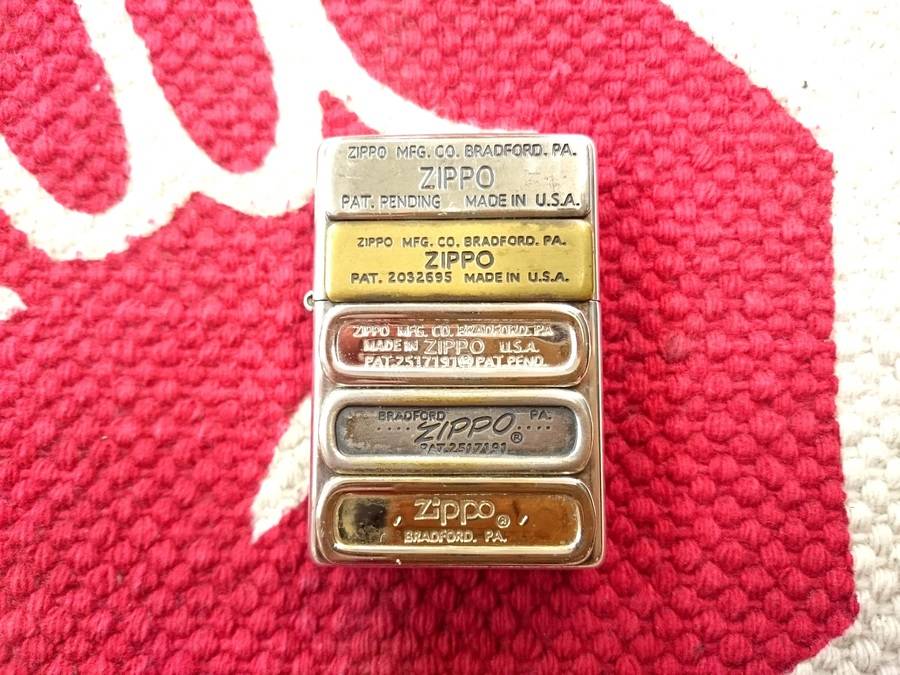 ZIPPO MFG. CO. BRADFORD. PA.
ZIPPO
PAT. PENDING MADE IN U.S.A.
ZIPPO MFG. CO. BRADFORD. PA.
ZIPPO
PAT. 2032695 MADE IN U.S.A.
ZIPPO MFG. CO. BRADFORD. PA
MADE IN ZIPPO U.S.A.
PAT. 2517191 ® PAT. PEND.
BRADFORD PA.
.... ZIPPO® ....
PAT. 2517191
, Zippo® ,
BRADFORD. PA.